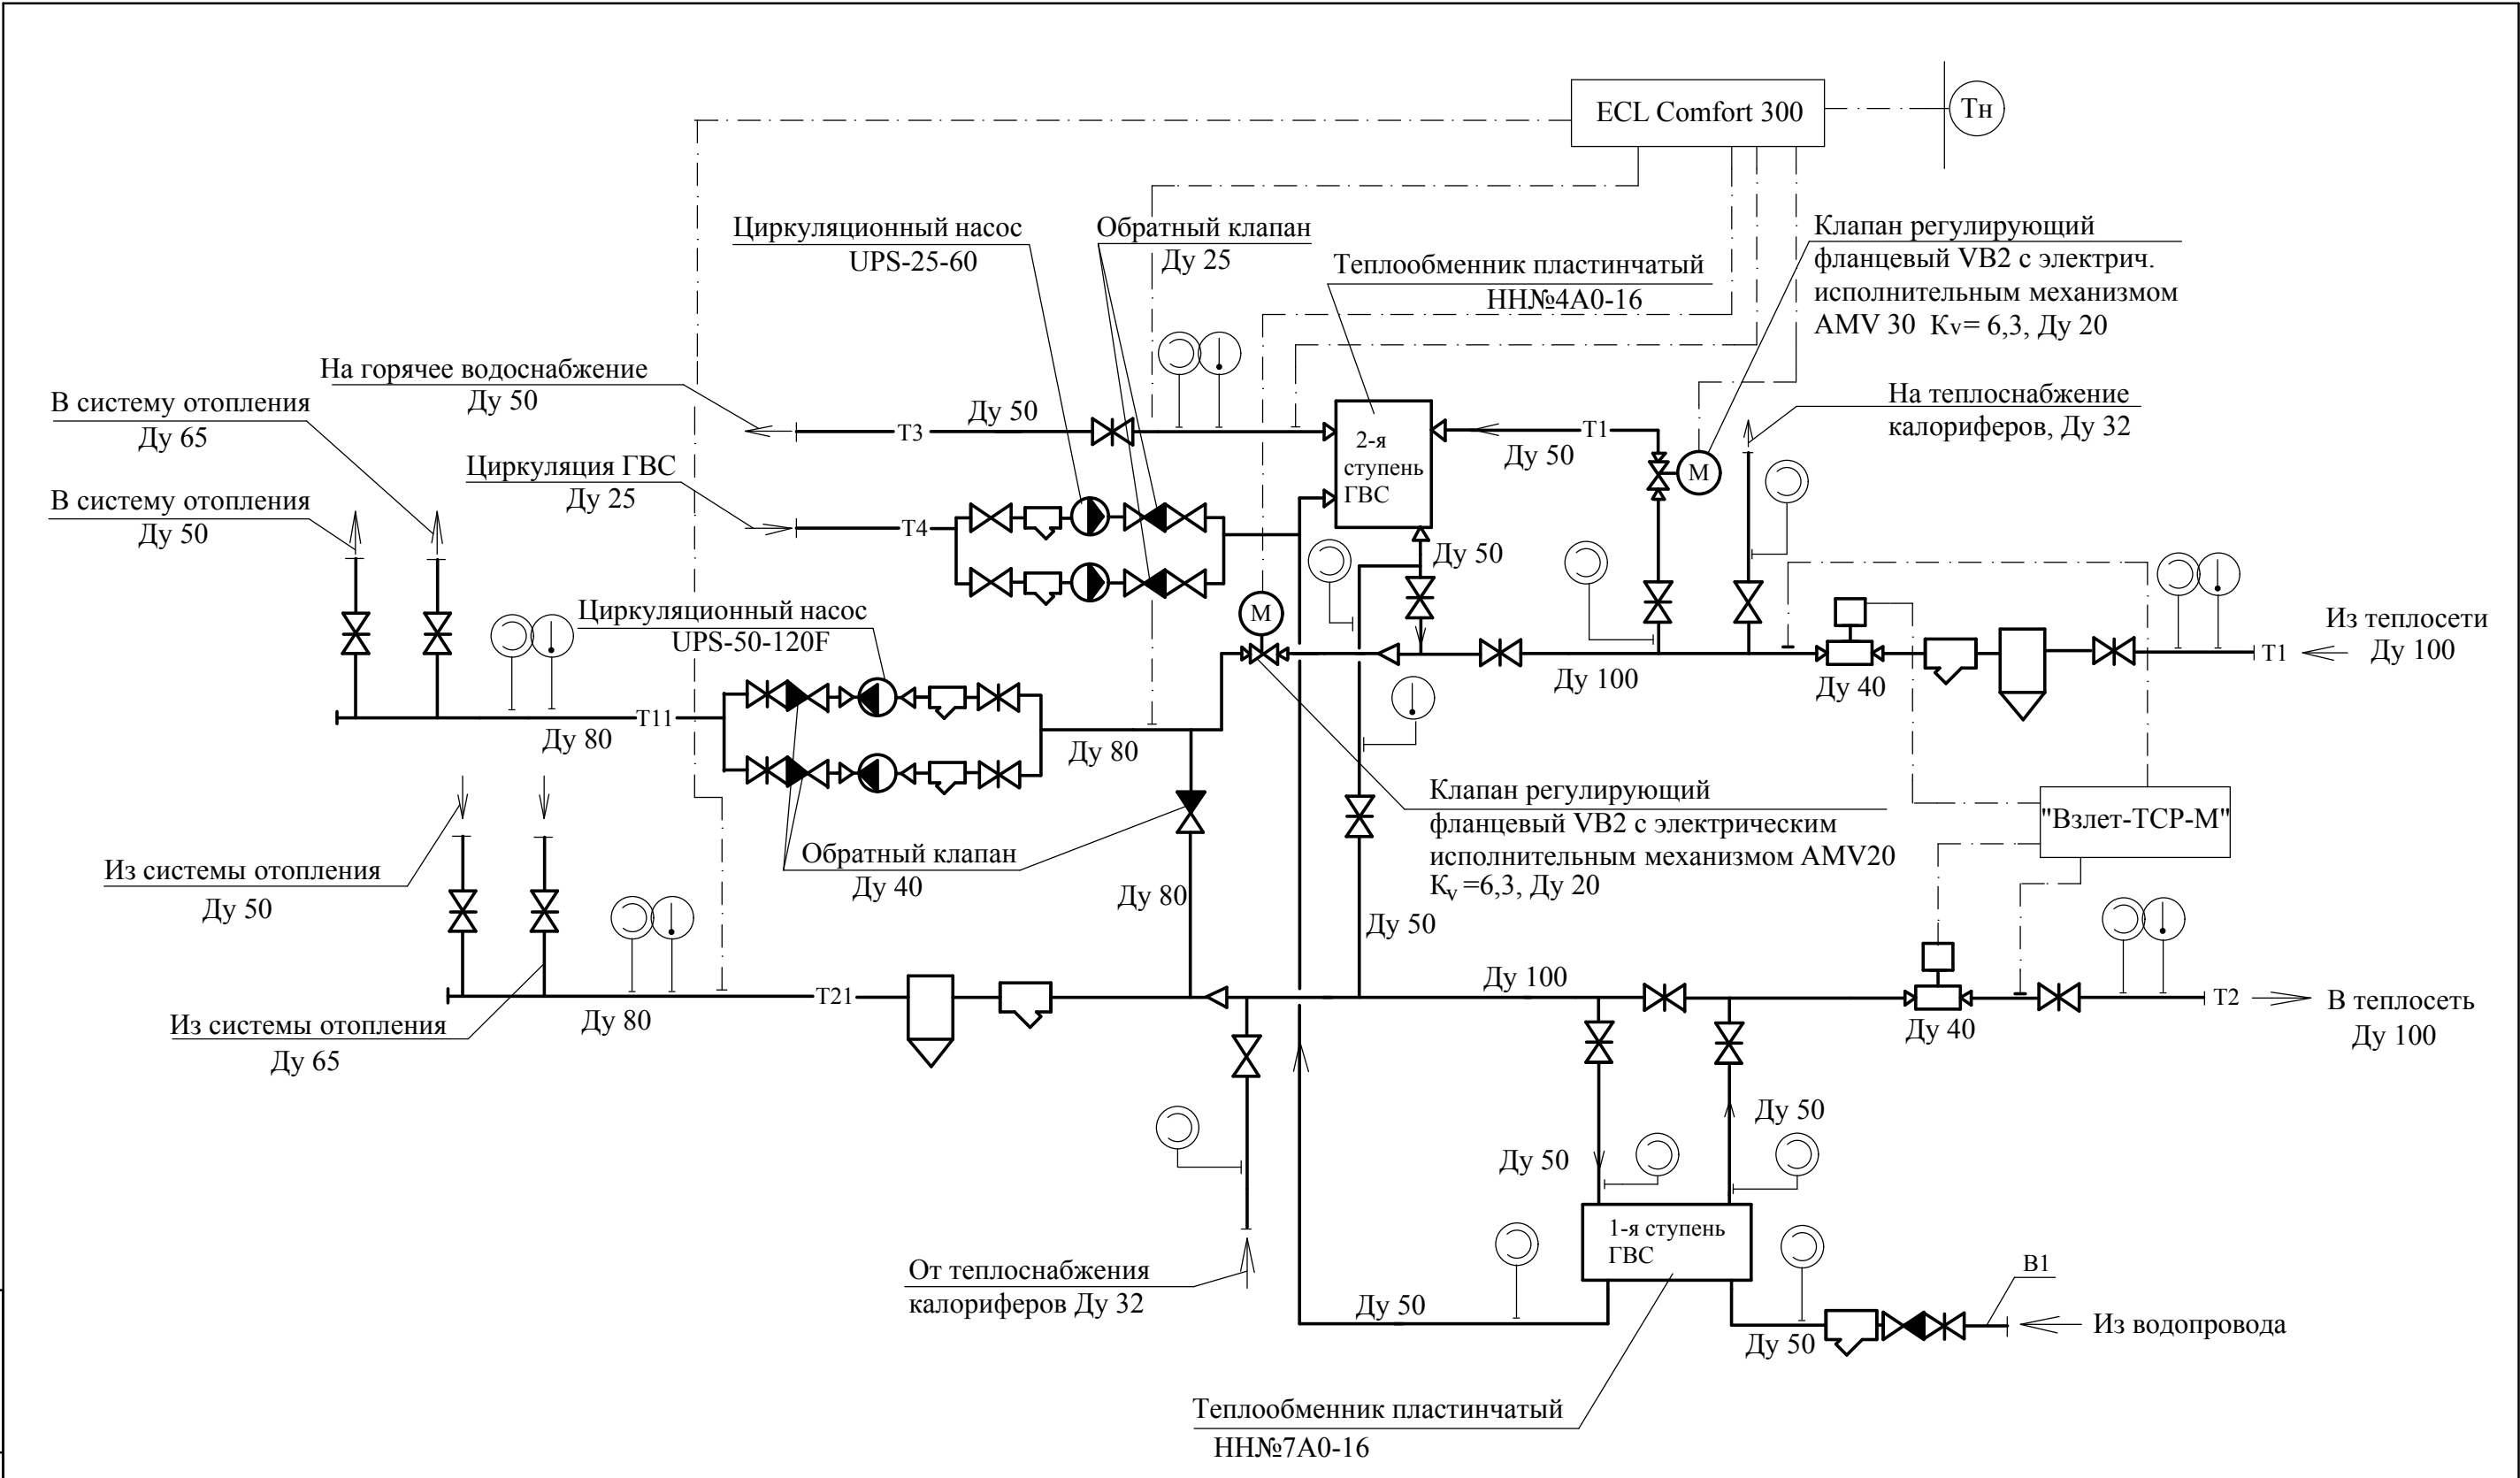 ECL Comfort 300
Тн
Циркуляционный насос
UPS-25-60
Обратный клапан
Ду 25
Теплообменник пластинчатый
НН№4А0-16
Клапан регулирующий
фланцевый VB2 с электрич.
исполнительным механизмом
AMV 30 Kv= 6,3, Ду 20
На горячее водоснабжение
Ду 50
В систему отопления
Ду 65
На теплоснабжение
калориферов, Ду 32
Ду 50
Т3
2-я
ступень
ГВС
Т1
Ду 50
М
Циркуляция ГВС
Ду 25
В систему отопления
Ду 50
Т4
Ду 50
Циркуляционный насос
UPS-50-120F
М
Из теплосети
Ду 100
Т1
Ду 100
Ду 40
Т11
Ду 80
Ду 80
Клапан регулирующий
фланцевый VB2 с электрическим
исполнительным механизмом AMV20
Kv =6,3, Ду 20
"Взлет-ТСР-М"
Обратный клапан
Ду 40
Из системы отопления
Ду 50
Ду 80
Ду 50
Ду 100
Т21
Ду 80
Из системы отопления
Ду 65
Ду 40
Т2
В теплосеть
Ду 100
Ду 50
Ду 50
1-я ступень
ГВС
От теплоснабжения
калориферов Ду 32
Ду 50
В1
Из водопровода
Ду 50
Теплообменник пластинчатый
НН№7А0-16